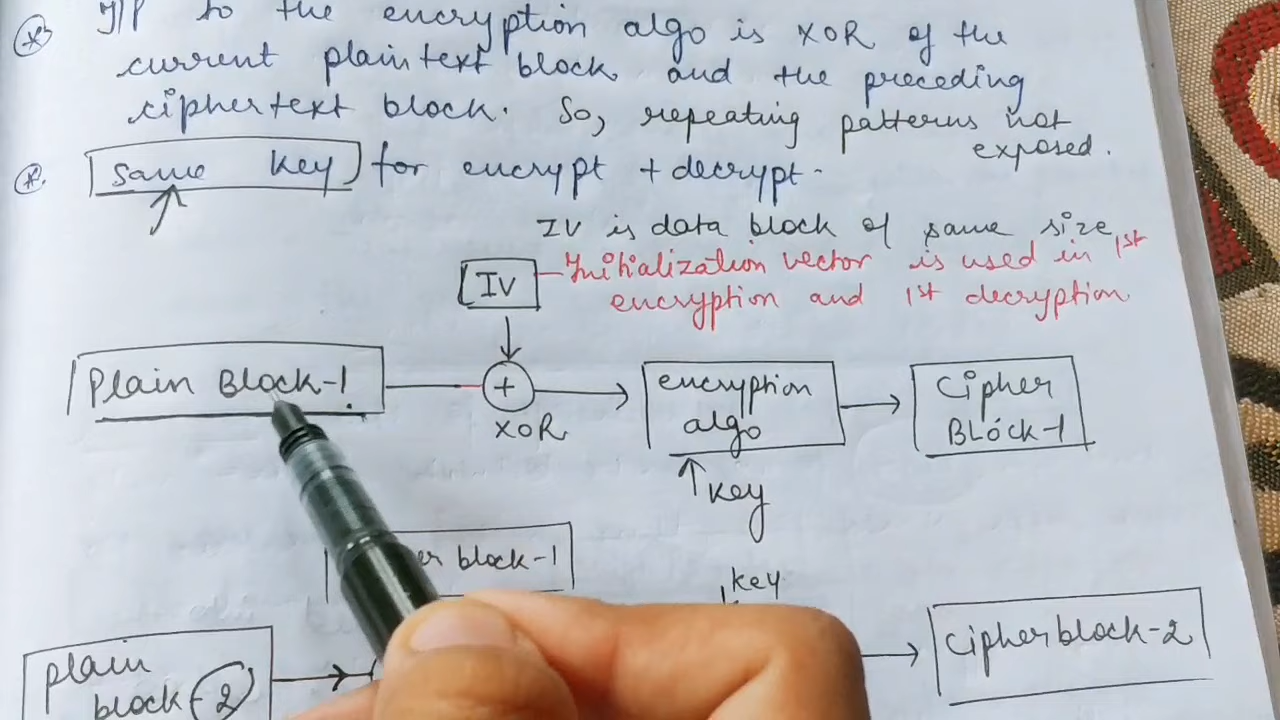 I/P to the encryption algo is XOR of the
current plaintext block and the preceding
ciphertext block. So, repeating patterns not
exposed.
Same key for encrypt + decrypt.
IV is data block of same size
IV
Initialization vector is used in 1st
encryption and 1st decryption
Plain Block-1
+
XOR
encryption
algo
Cipher
BLOCK-1
key
block-1
key
plain
block-2
Cipherblock-2